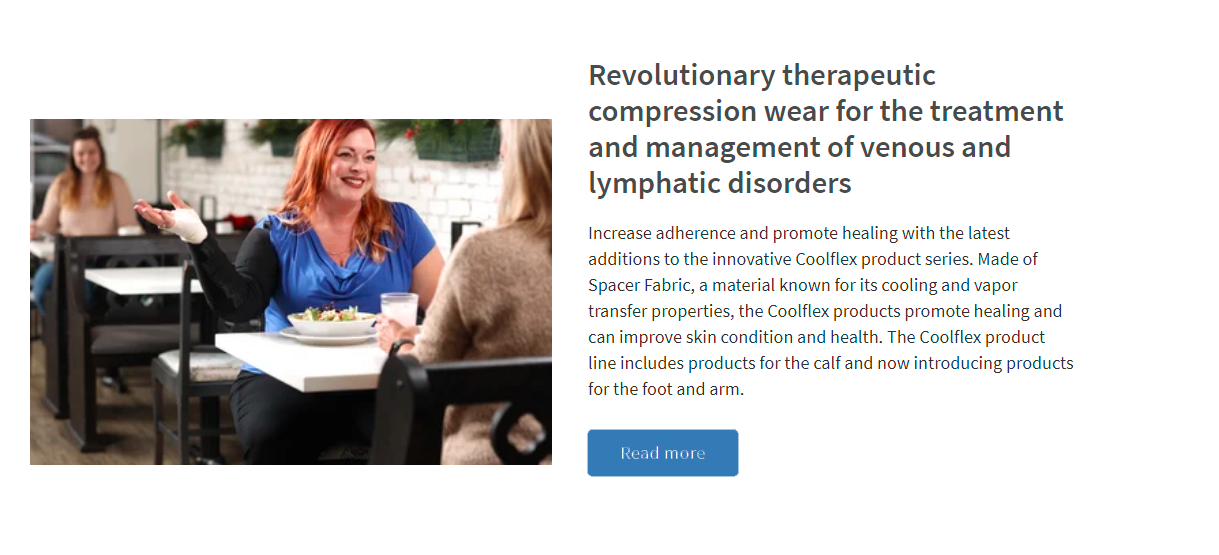 Revolutionary therapeutic
compression wear for the treatment
and management of venous and
lymphatic disorders
Increase adherence and promote healing with the latest
additions to the innovative Coolflex product series. Made of
Spacer Fabric, a material known for its cooling and vapor
transfer properties, the Coolflex products promote healing and
can improve skin condition and health. The Coolflex product
line includes products for the calf and now introducing products
for the foot and arm.
Read more